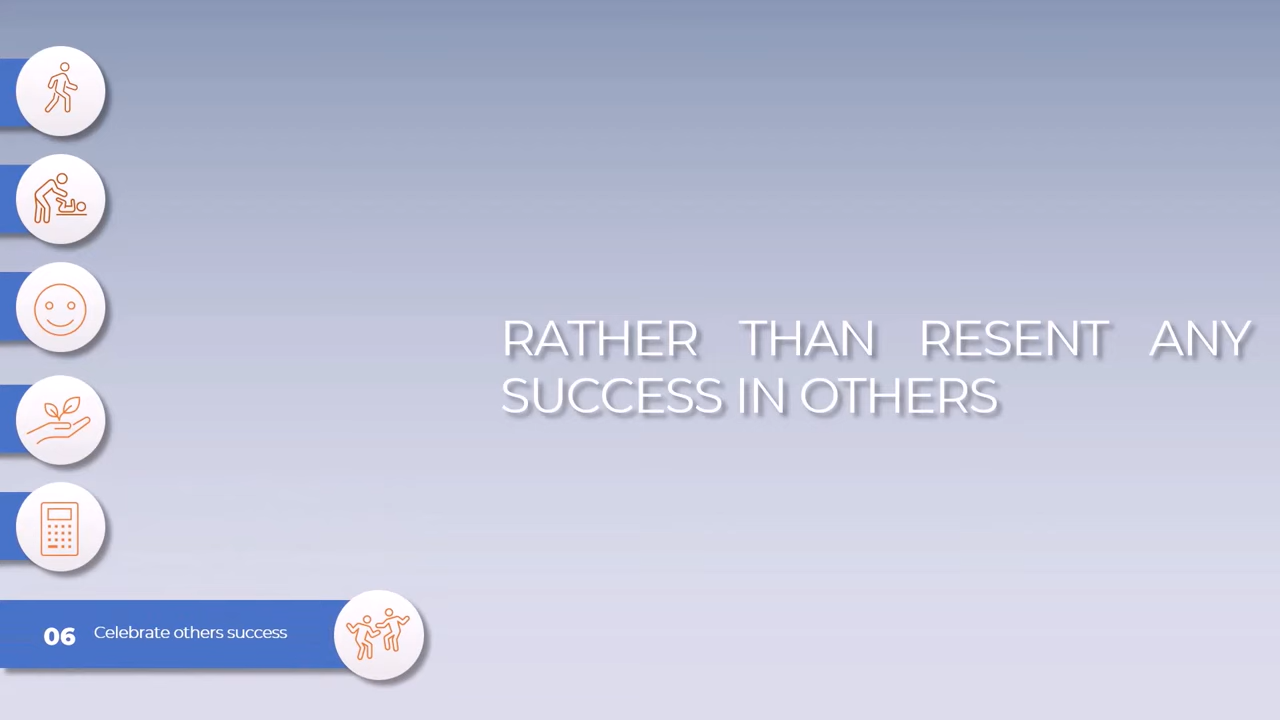 RATHER THAN RESENT ANY
SUCCESS IN OTHERS
06 Celebrate others success